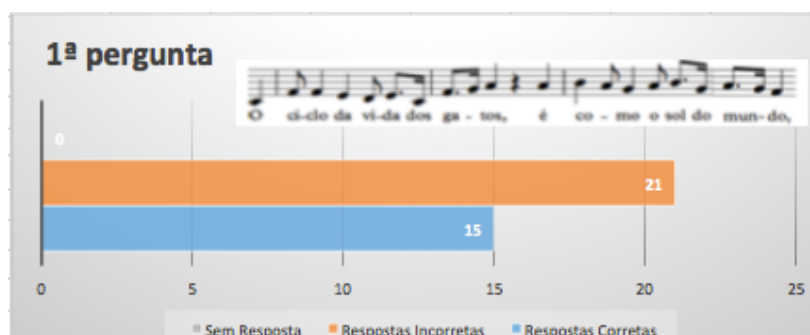 1ª pergunta
O ci-clo da vi-da dos ga - tos, é co - mo o sol do mun-do,
0
21
15
0 5 10 15 20 25
Sem Resposta Respostas Incorretas Respostas Corretas